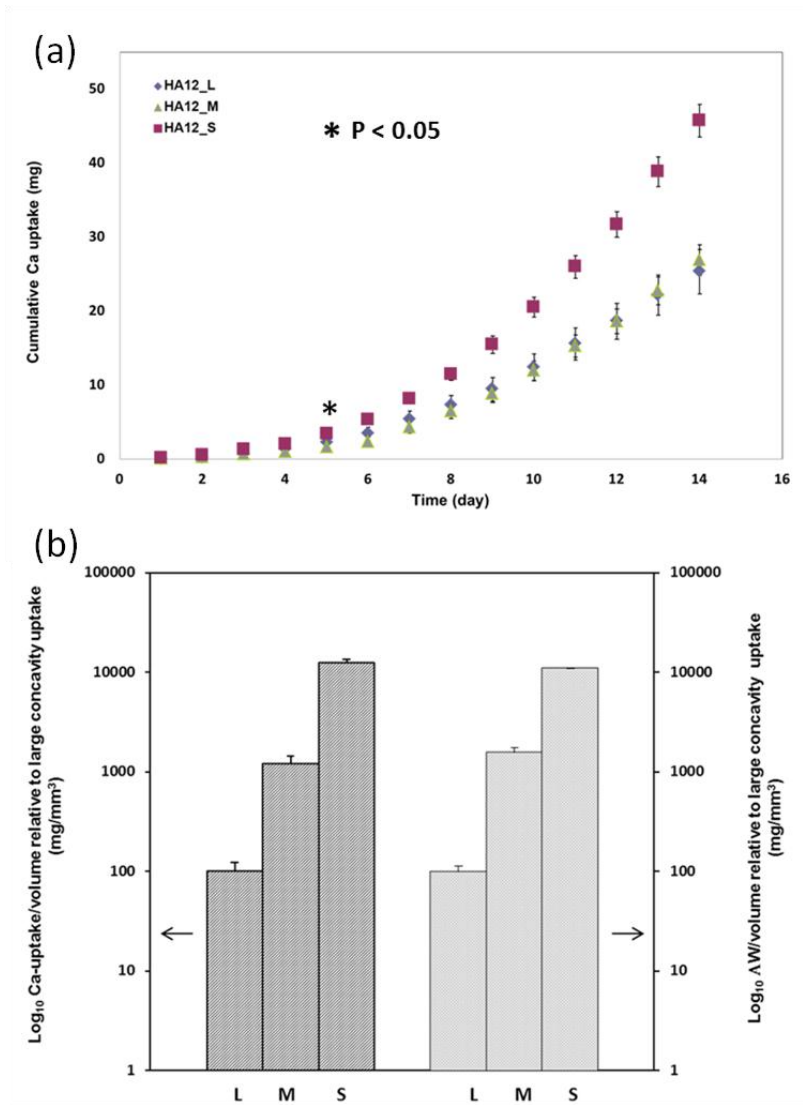 (a)
50
40
30
20
10
0
Cumulative Ca uptake (mg)
HA12_L
HA12_M
HA12_S
* P < 0.05
*
0 2 4 6 8 10 12 14 16
Time (day)
(b)
100000
10000
1000
100
10
1
Log₁₀ Ca-uptake/volume relative to large concavity uptake
(mg/mm³)
100000
10000
1000
100
10
1
Log₁₀ ΔW/volume relative to large concavity uptake
(mg/mm³)
L M S L M S